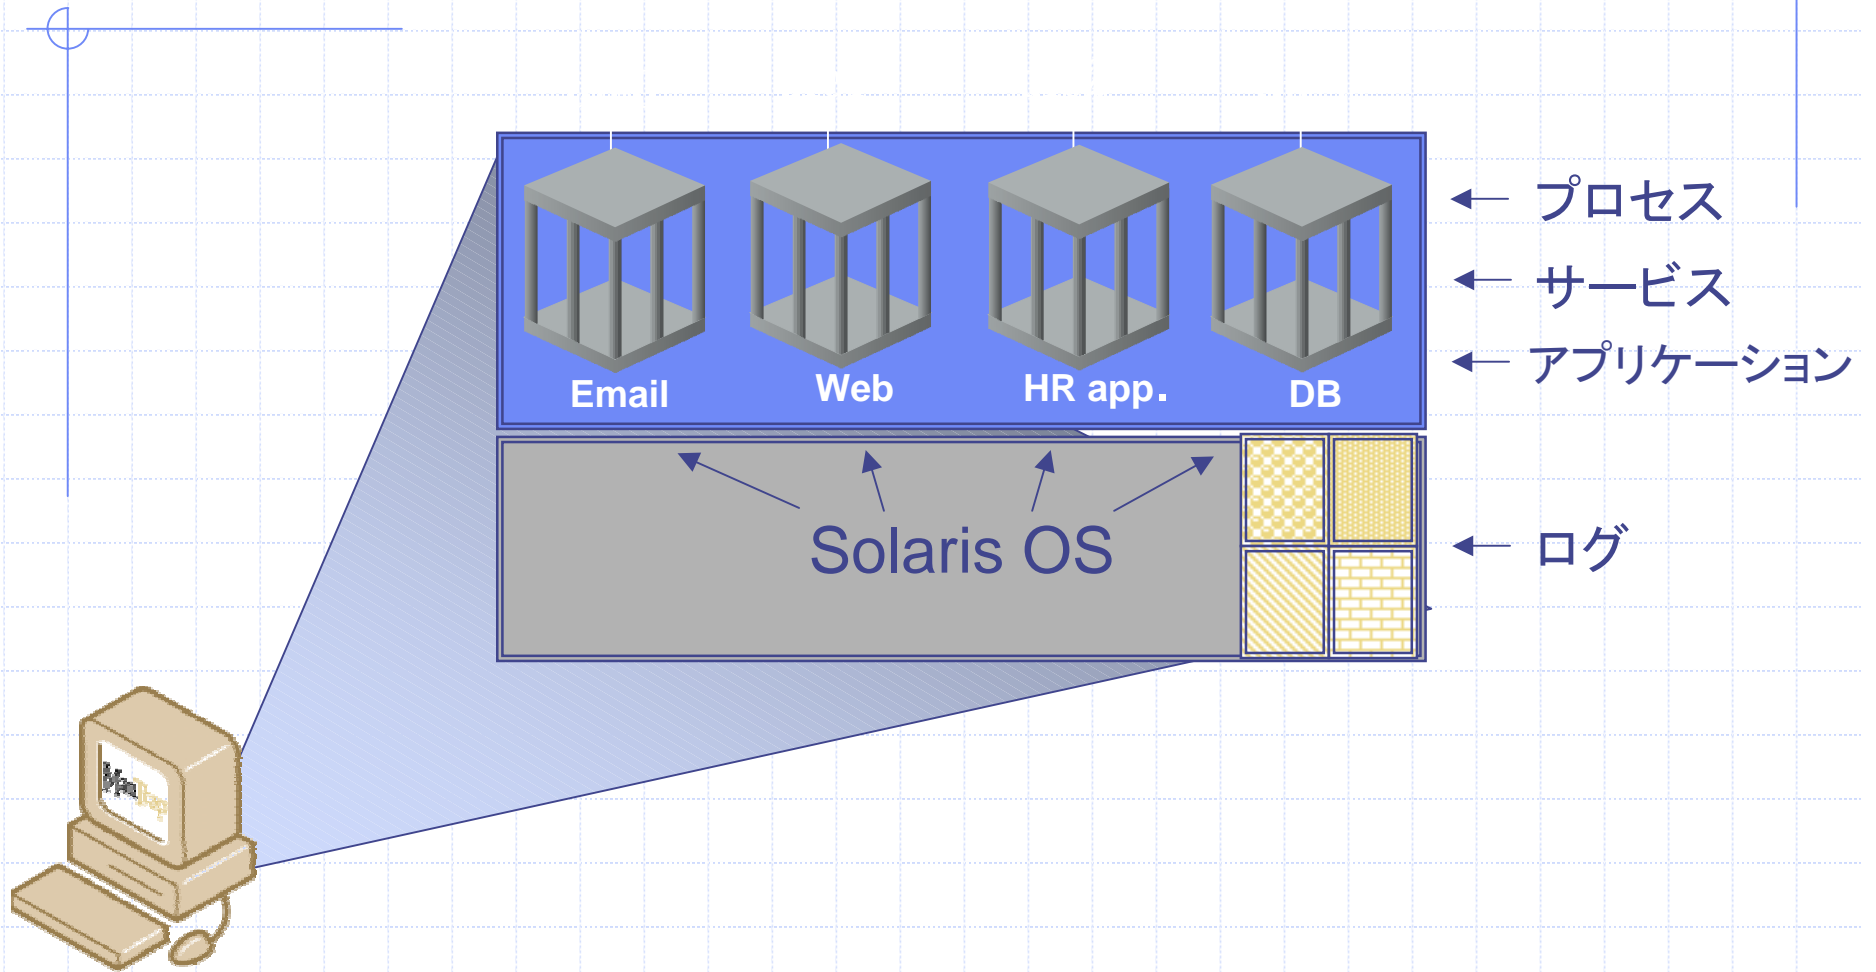 プロセス
サービス
アプリケーション
Email
Web
HR app.
DB
Solaris OS
ログ